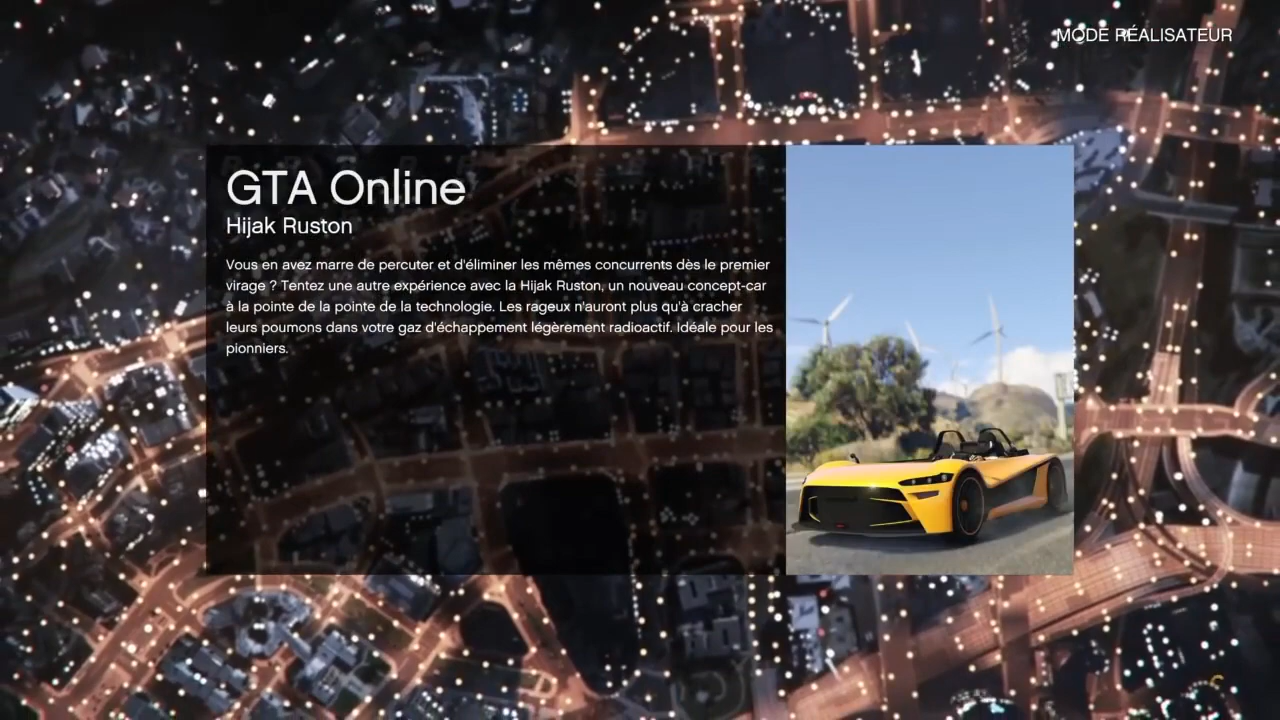 MODE RÉALISATEUR
GTA Online
Hijak Ruston
Vous en avez marre de percuter et d'éliminer les mêmes concurrents dès le premier
virage ? Tentez une autre expérience avec la Hijak Ruston, un nouveau concept-car
à la pointe de la pointe de la technologie. Les rageux n'auront plus qu'à cracher
leurs poumons dans votre gaz d'échappement légèrement radioactif. Idéale pour les
pionniers.